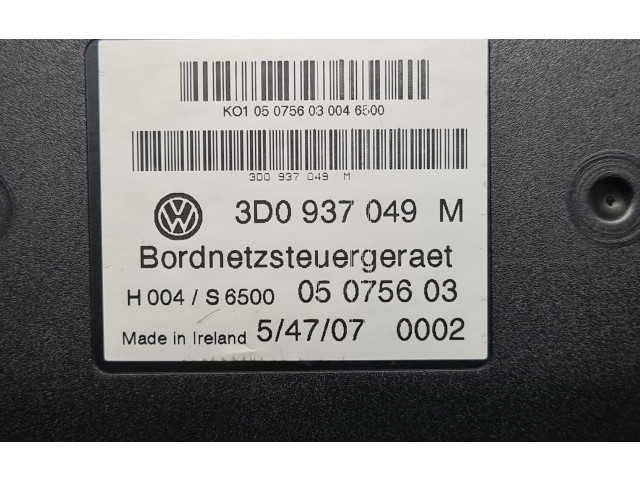 KO1 05 0756 03 004 6500
3D0 937 049 M
3D0 937 049 M
Bordnetzsteuergeraet
H 004 / S 6500 05 0756 03
Made in Ireland 5/47/07 0002